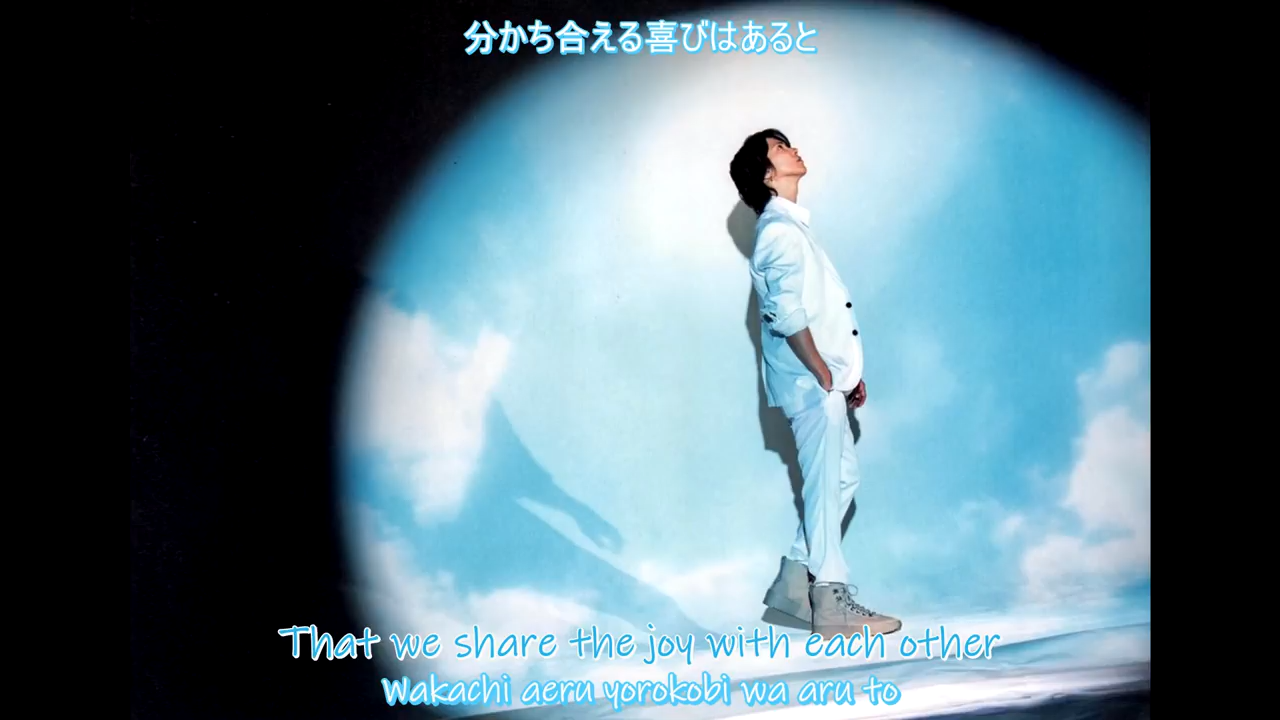 分かち合える喜びはあると
That we share the joy with each other
Wakachi aeru yorokobi wa aru to